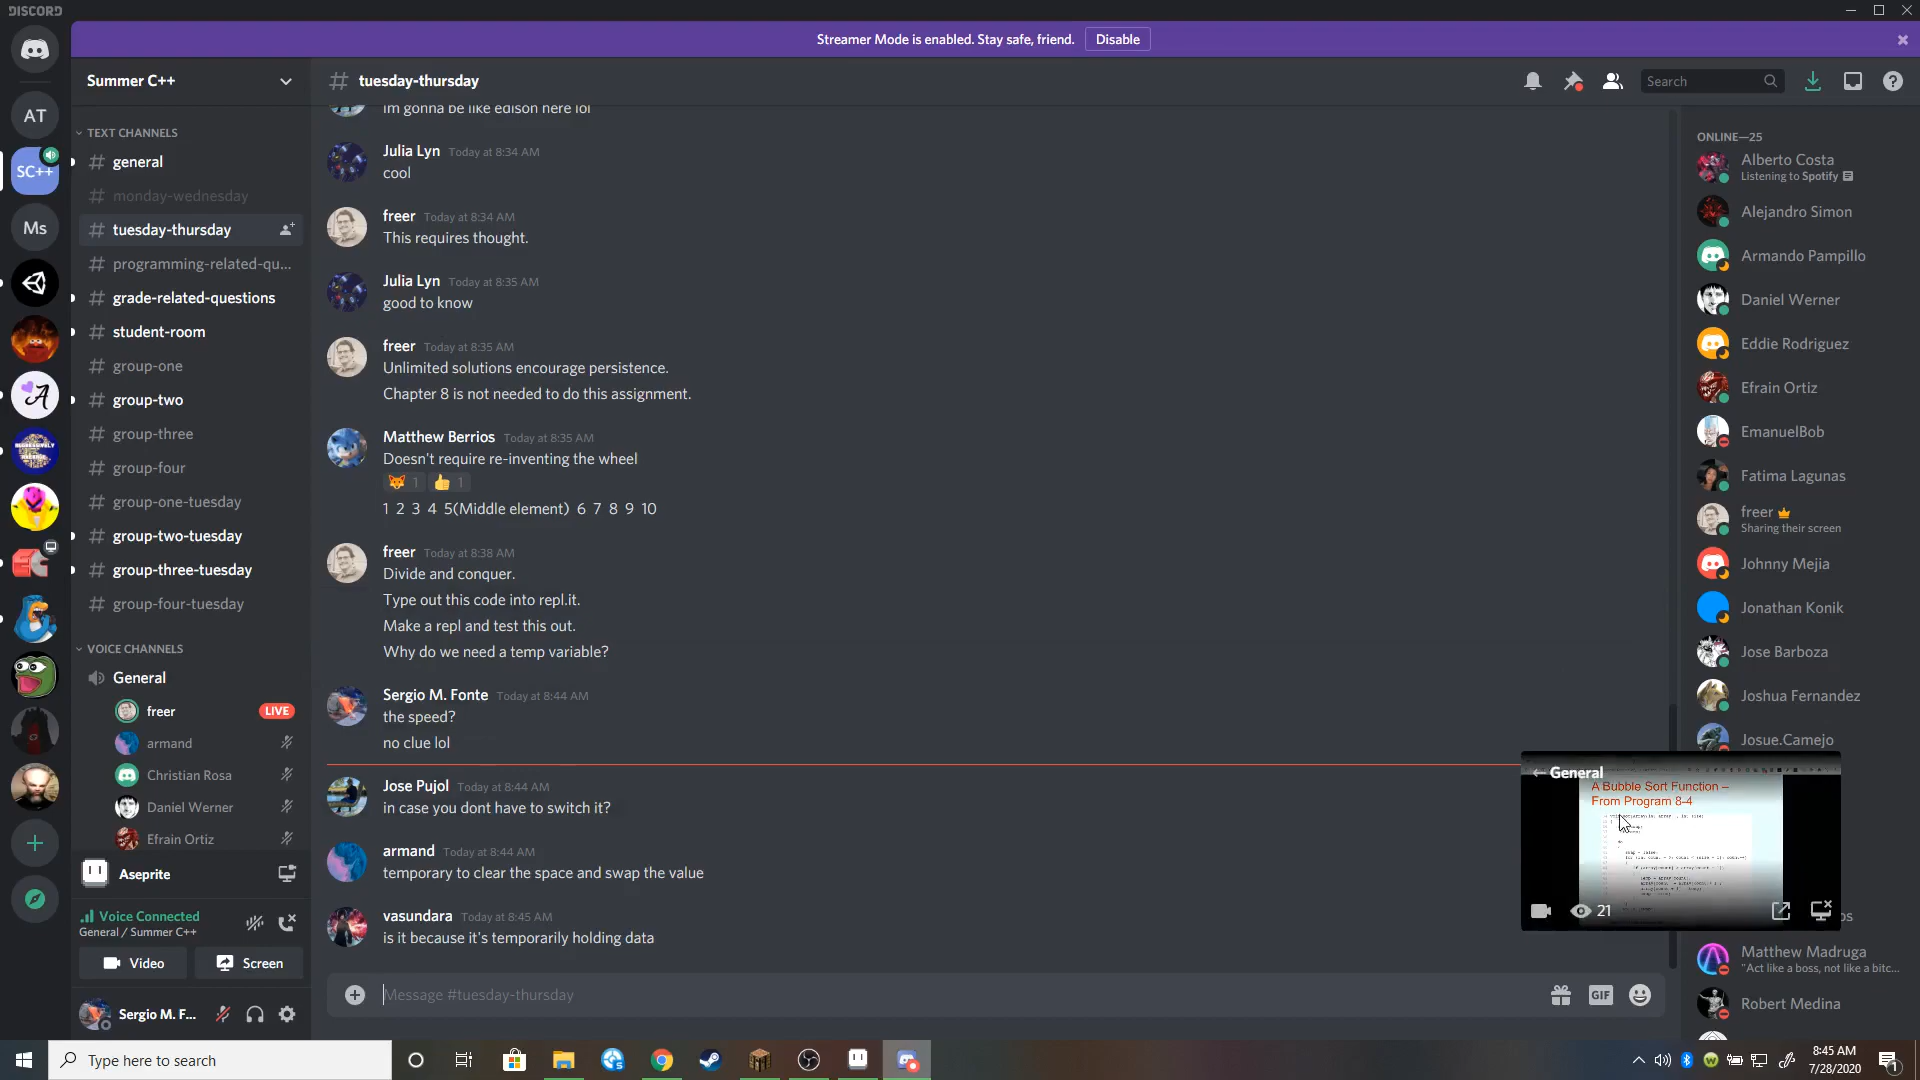 DISCORD
Streamer Mode is enabled. Stay safe, friend.
Disable
AT
SC++
Ms
Summer C++
TEXT CHANNELS
general
monday-wednesday
tuesday-thursday
programming-related-qu...
grade-related-questions
student-room
group-one
group-two
group-three
group-four
group-one-tuesday
group-two-tuesday
group-three-tuesday
group-four-tuesday
VOICE CHANNELS
General
freer
LIVE
armand
Christian Rosa
Daniel Werner
Efrain Ortiz
Aseprite
Voice Connected
General / Summer C++
Video
Screen
Sergio M. F...
# tuesday-thursday
Search
im gonna be like edison here lol
Julia Lyn Today at 8:34 AM
cool
freer Today at 8:34 AM
This requires thought.
Julia Lyn Today at 8:35 AM
good to know
freer Today at 8:35 AM
Unlimited solutions encourage persistence.
Chapter 8 is not needed to do this assignment.
Matthew Berrios Today at 8:35 AM
Doesn't require re-inventing the wheel
1
1
1 2 3 4 5(Middle element) 6 7 8 9 10
freer Today at 8:38 AM
Divide and conquer.
Type out this code into repl.it.
Make a repl and test this out.
Why do we need a temp variable?
Sergio M. Fonte Today at 8:44 AM
the speed?
no clue lol
Jose Pujol Today at 8:44 AM
in case you dont have to switch it?
armand Today at 8:44 AM
temporary to clear the space and swap the value
vasundara Today at 8:45 AM
is it because it's temporarily holding data
Message #tuesday-thursday
GIF
ONLINE—25
Alberto Costa
Listening to Spotify
Alejandro Simon
Armando Pampillo
Daniel Werner
Eddie Rodriguez
Efrain Ortiz
EmanuelBob
Fatima Lagunas
freer
Sharing their screen
Johnny Mejia
Jonathan Konik
Jose Barboza
Joshua Fernandez
Josue.Camejo
General
A Bubble Sort Function –
From Program 8-4
21
os
Matthew Madruga
"Act like a boss, not like a bitc...
Robert Medina
Type here to search
8:45 AM
7/28/2020
1